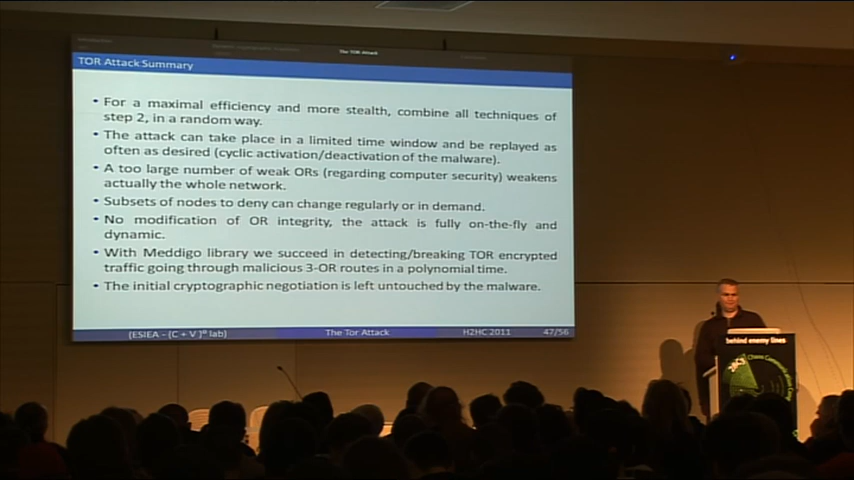 The TOR Attack
TOR Attack Summary
• For a maximal efficiency and more stealth, combine all techniques of
step 2, in a random way.
• The attack can take place in a limited time window and be replayed as
often as desired (cyclic activation/deactivation of the malware).
• A too large number of weak ORs (regarding computer security) weakens
actually the whole network.
• Subsets of nodes to deny can change regularly or in demand.
• No modification of OR integrity, the attack is fully on-the-fly and
dynamic.
• With Meddigo library we succeed in detecting/breaking TOR encrypted
traffic going through malicious 3-OR routes in a polynomial time.
• The initial cryptographic negotiation is left untouched by the malware.
(ESIEA - (C + V) lab)
The Tor Attack
H2HC 2011
47/56
behind enemy lines
Chaos Communication